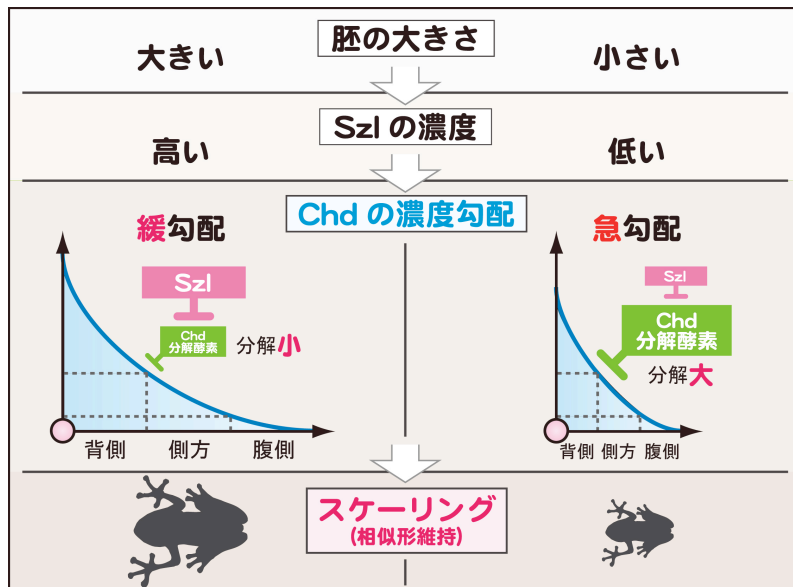 胚の大きさ
大きい
小さい
Szl の濃度
高い
低い
Chd の濃度勾配
緩勾配
急勾配
Szl
Chd
分解酵素
分解小
背側
側方
腹側
Szl
Chd
分解酵素
分解大
背側
側方
腹側
スケーリング
(相似形維持)